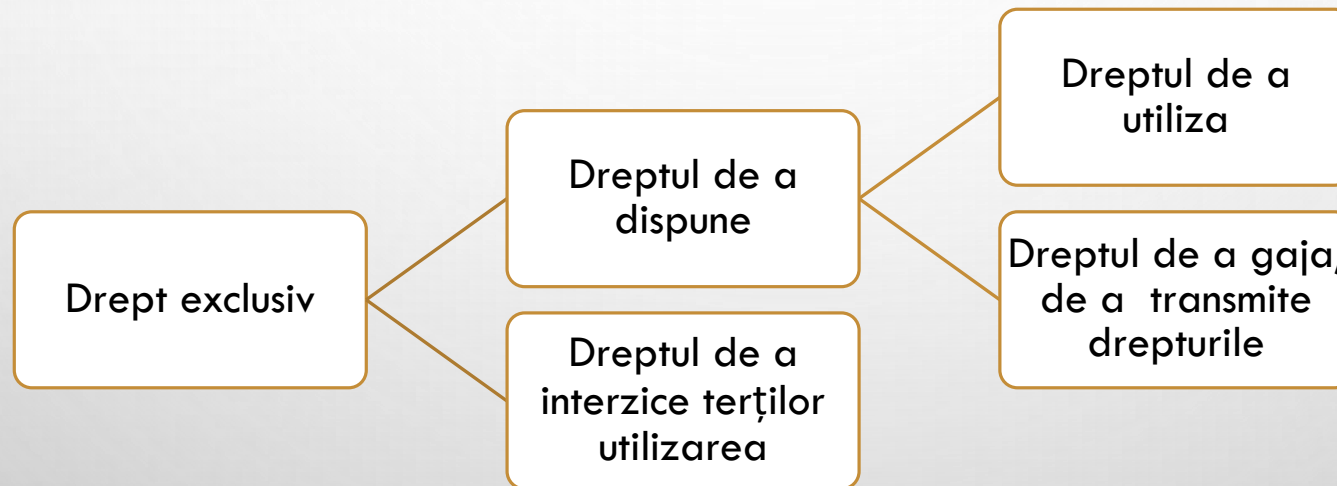 Drept exclusiv
Dreptul de a
dispune
Dreptul de a
interzice terților
utilizarea
Dreptul de a
utiliza
Dreptul de a gaja,
de a transmite
drepturile